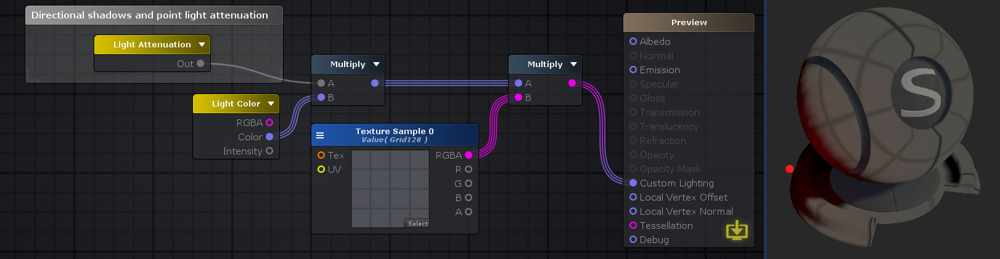 Directional shadows and point light attenuation
Light Attenuation
Out
Light Color
RGBA
Color
Intensity
Multiply
A
B
Texture Sample 0
Value( Grid128 )
Tex
UV
RGBA
R
G
B
A
Select
Multiply
A
B
Preview
Albedo
Normal
Emission
Specular
Gloss
Transmission
Translucency
Refraction
Opacity
Opacity Mask
Custom Lighting
Local Vertex Offset
Local Vertex Normal
Tessellation
Debug
S